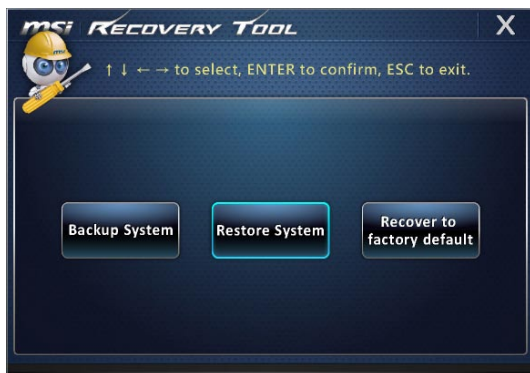 msi RECOVERY TOOL X
msi
↑ ↓ ← → to select, ENTER to confirm, ESC to exit.
Backup System
Restore System
Recover to
factory default